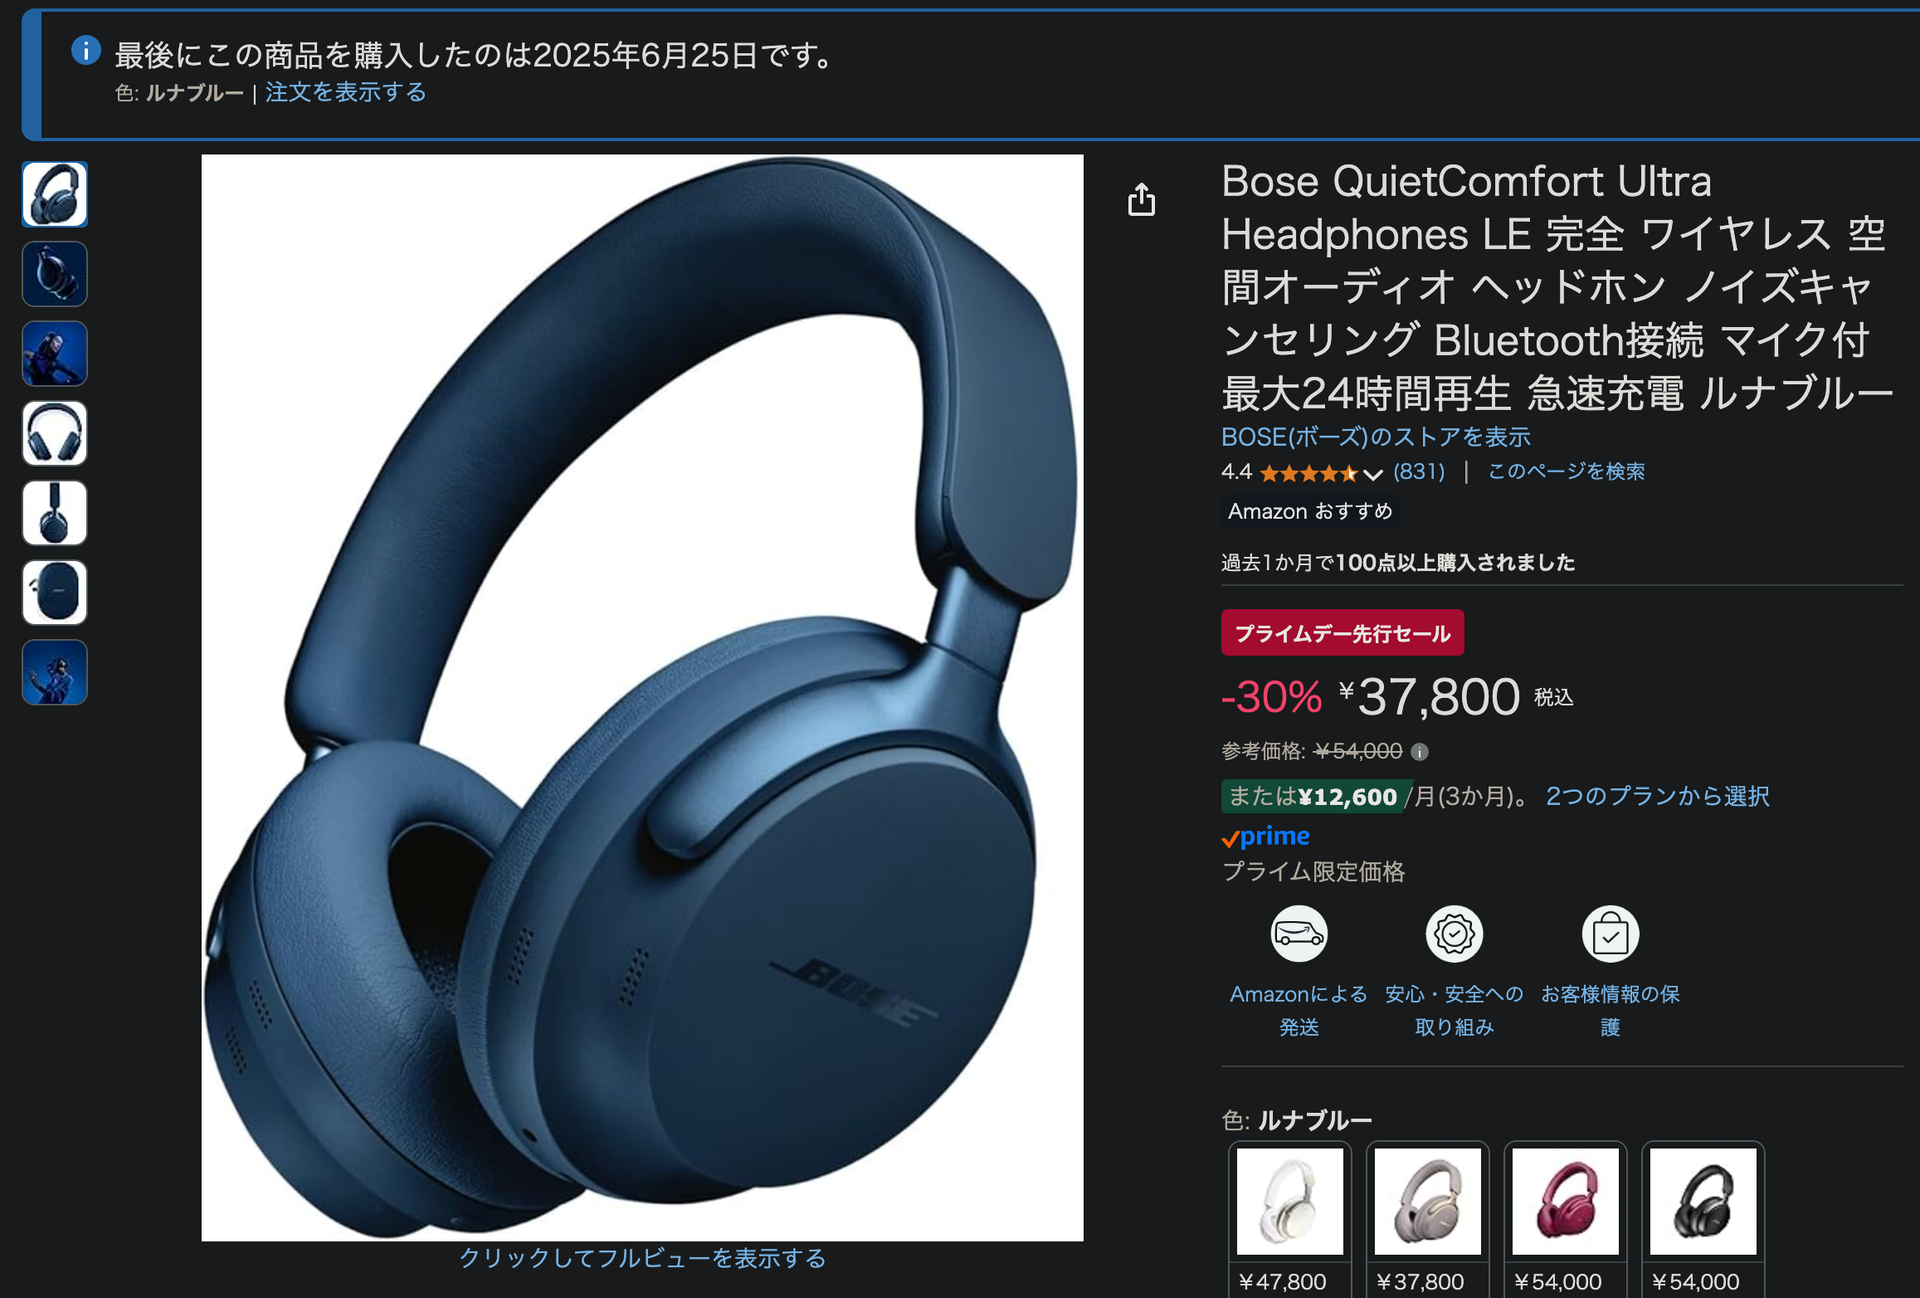 最後にこの商品を購入したのは2025年6月25日です。
色: ルナブルー | 注文を表示する
BOSE
クリックしてフルビューを表示する
Bose QuietComfort Ultra
Headphones LE 完全 ワイヤレス 空
間オーディオ ヘッドホン ノイズキャ
ンセリング Bluetooth接続 マイク付
最大24時間再生 急速充電 ルナブルー
BOSE(ボーズ)のストアを表示
4.4 (831) | このページを検索
Amazon おすすめ
過去1か月で100点以上購入されました
プライムデー先行セール
-30% ¥37,800 税込
参考価格: ¥54,000
または¥12,600 /月(3か月)。 2つのプランから選択
prime
プライム限定価格
Amazonによる
発送
安心・安全への
取り組み
お客様情報の保
護
色: ルナブルー
¥47,800
¥37,800
¥54,000
¥54,000